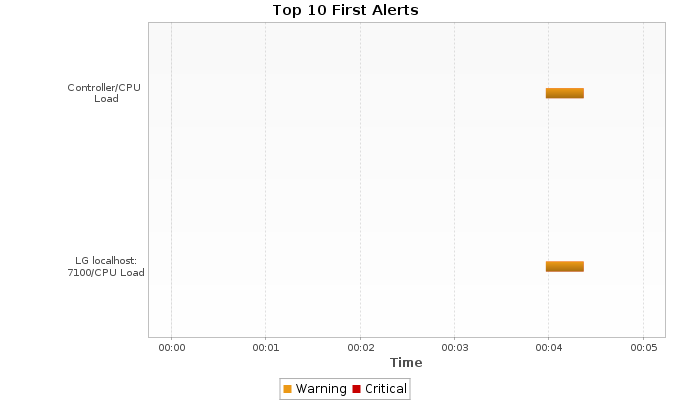 Top 10 First Alerts
Controller/CPU
Load
LG localhost:
7100/CPU Load
00:00 00:01 00:02 00:03 00:04 00:05
Time
Warning Critical